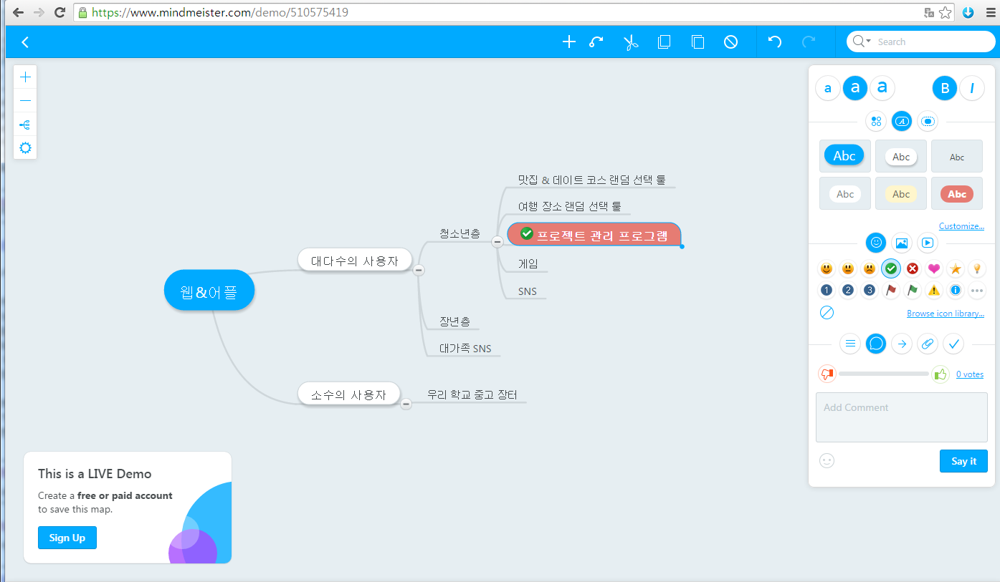 https://www.mindmeister.com/demo/510575419
Search
a a a B I
A
Abc Abc Abc
Abc Abc Abc
Customize...
맛집 & 데이트 코스 랜덤 선택 툴
여행 장소 랜덤 선택 툴
청소년층
프로젝트 관리 프로그램
대다수의 사용자
게임
웹&어플
SNS
장년층
대가족 SNS
소수의 사용자
우리 학교 중고 장터
1 2 3
Browse icon library...
0 votes
Add Comment
Say it
This is a LIVE Demo
Create a free or paid account
to save this map.
Sign Up